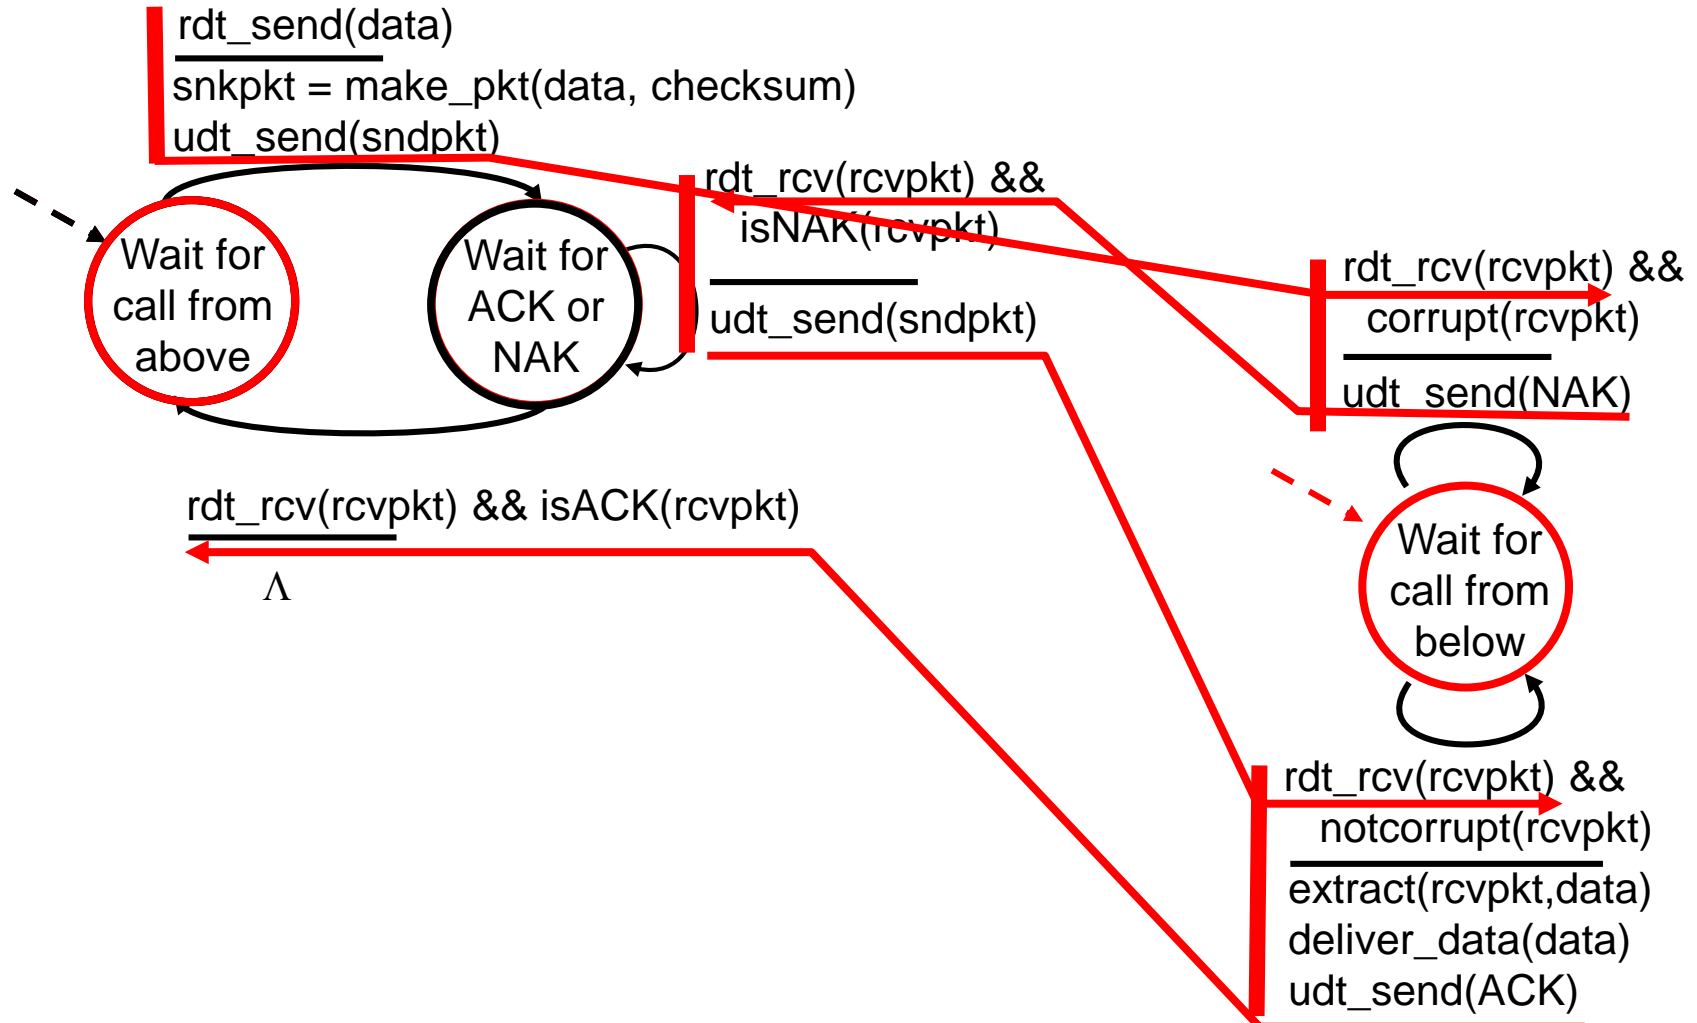 rdt_send(data)
snkpkt = make_pkt(data, checksum)
udt_send(sndpkt)
Wait for
call from
above
Wait for
ACK or
NAK
rdt_rcv(rcvpkt) &&
isNAK(rcvpkt)
udt_send(sndpkt)
rdt_rcv(rcvpkt) && isACK(rcvpkt)
Λ
rdt_rcv(rcvpkt) &&
corrupt(rcvpkt)
udt_send(NAK)
Wait for
call from
below
rdt_rcv(rcvpkt) &&
notcorrupt(rcvpkt)
extract(rcvpkt,data)
deliver_data(data)
udt_send(ACK)